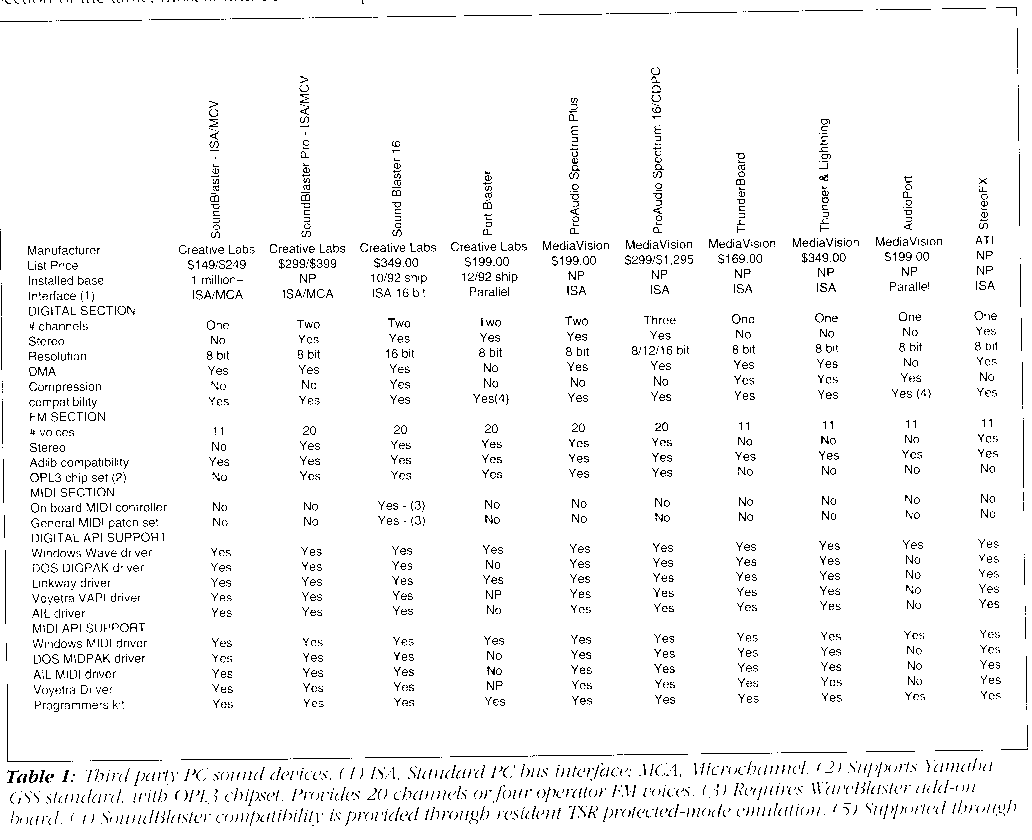 SoundBlaster - ISA/MCV SoundBlaster Pro - ISA/MCV Sound Blaster 16 Port Blaster ProAudio Spectrum Plus ProAudio Spectrum 16/CDPC ThunderBoard Thunder & Lightning AudioPort StereoFX
Manufacturer Creative Labs Creative Labs Creative Labs Creative Labs MediaVision MediaVision MediaVision MediaVision MediaVision ATI
List Price $149/$249 $299/$399 $349.00 $199.00 $199.00 $299/$1,295 $169.00 $349.00 $199.00 NP
Installed base 1 million+ NP 10/92 ship 12/92 ship NP NP NP NP NP NP
Interface (1) ISA/MCA ISA/MCA ISA 16 bit Parallel ISA ISA ISA ISA Parallel ISA
DIGITAL SECTION
# channels One Two Two Two Two Three One One One One
Stereo No Yes Yes Yes Yes Yes No No No Yes
Resolution 8 bit 8 bit 16 bit 8 bit 8 bit 8/12/16 bit 8 bit 8 bit 8 bit 8 bit
DMA Yes Yes Yes No Yes Yes Yes Yes No Yes
Compression No No Yes No No No Yes Yes Yes No
compatibility Yes Yes Yes Yes(4) Yes Yes Yes Yes Yes (4) Yes
FM SECTION
# voices 11 20 20 20 20 20 11 11 11 11
Stereo No Yes Yes Yes Yes Yes No No No Yes
Adlib compatibility Yes Yes Yes Yes Yes Yes Yes Yes Yes Yes
OPL3 chip set (2) No Yes Yes Yes Yes Yes No No No No
MIDI SECTION
On board MIDI controller No No Yes - (3) No No No No No No No
General MIDI patch set No No Yes - (3) No No No No No No No
DIGITAL API SUPPORT
Windows Wave driver Yes Yes Yes Yes Yes Yes Yes Yes Yes Yes
DOS DIGPAK driver Yes Yes Yes No Yes Yes Yes Yes No Yes
Linkway driver Yes Yes Yes Yes Yes Yes Yes Yes No Yes
Voyetra VAPI driver Yes Yes Yes NP Yes Yes Yes Yes No Yes
AIL driver Yes Yes Yes No Yes Yes Yes Yes No Yes
MIDI API SUPPORT
Windows MIDI driver Yes Yes Yes Yes Yes Yes Yes Yes Yes Yes
DOS MIDPAK driver Yes Yes Yes No Yes Yes Yes Yes No Yes
AIL MIDI driver Yes Yes Yes No Yes Yes Yes Yes No Yes
Voyetra Driver Yes Yes Yes NP Yes Yes Yes Yes No Yes
Programmers kit Yes Yes Yes Yes Yes Yes Yes Yes Yes Yes
Table 1: Third party PC sound devices. (1) ISA, Standard PC bus interface; MCA, Microchannel. (2) Supports Yamaha
GSS standard, with OPL3 chipset. Provides 20 channels or four operator FM voices. (3) Requires WaveBlaster add-on
board. (4) SoundBlaster compatibility is provided through resident TSR protected-mode emulation. (5) Supported through